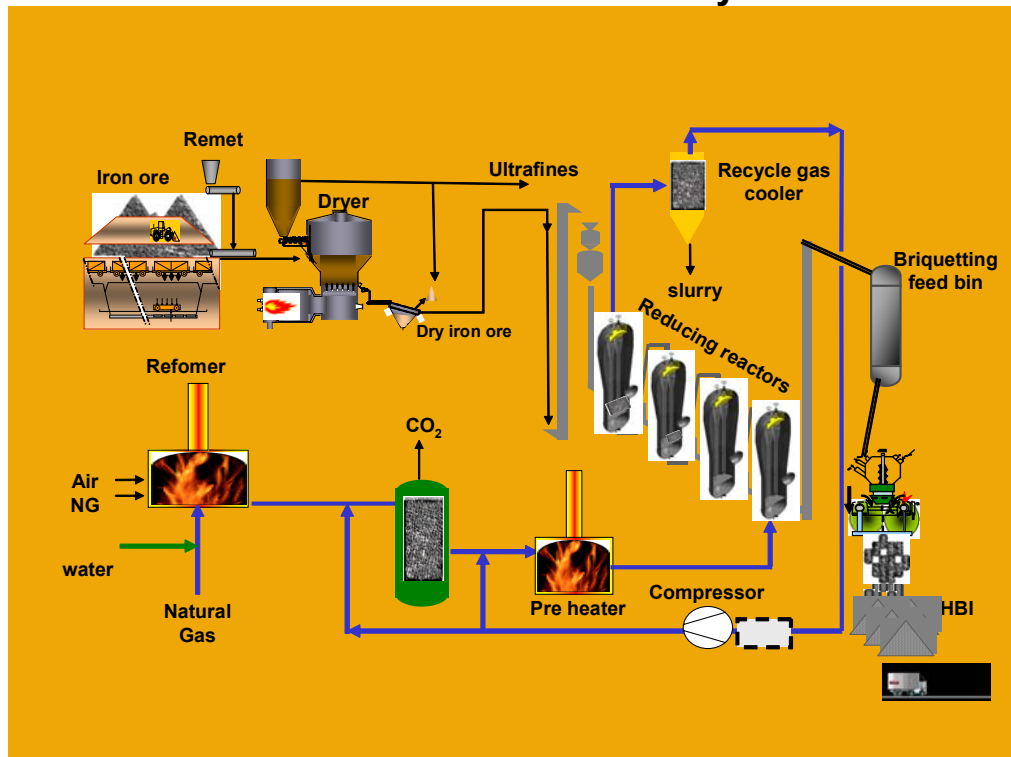 Remet
Iron ore
Ultrafines
Recycle gas
cooler
Dryer
Briquetting
feed bin
slurry
Dry iron ore
Reducing reactors
Refomer
CO2
Air
NG
water
Natural
Gas
Pre heater
Compressor
HBI